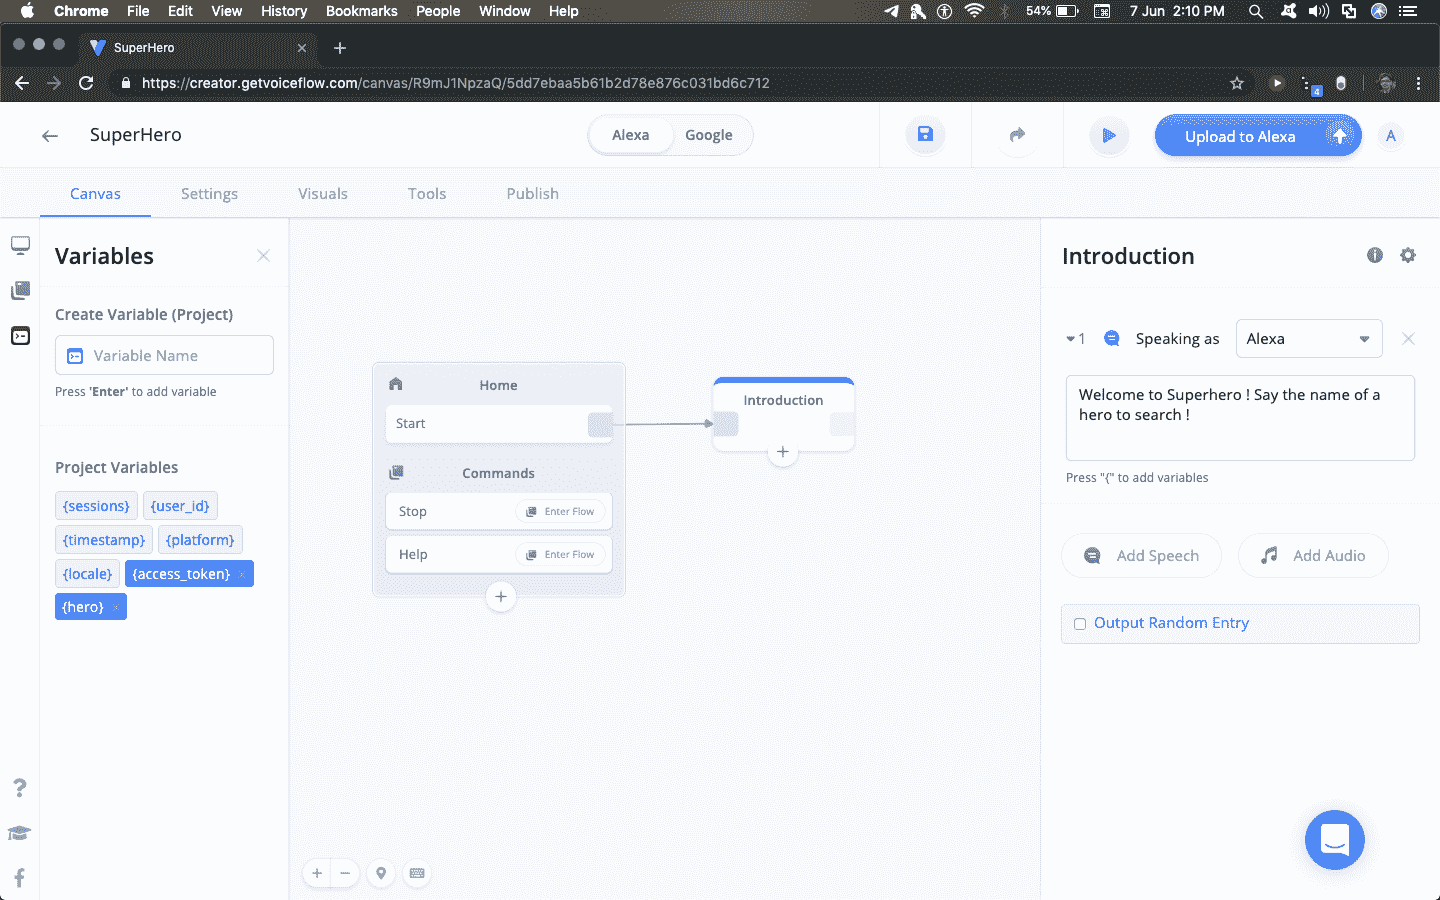 Chrome File Edit View History Bookmarks People Window Help 54% 7 Jun 2:10 PM
SuperHero
https://creator.getvoiceflow.com/canvas/R9mJ1NpzaQ/5dd7ebaa5b61b2d78e876c031bd6c712
4
SuperHero
Alexa Google
Upload to Alexa
A
Canvas Settings Visuals Tools Publish
Variables
Create Variable (Project)
Variable Name
Press 'Enter' to add variable
Project Variables
{sessions} {user_id}
{timestamp} {platform}
{locale} {access_token}
{hero}
Home
Start
Commands
Stop Enter Flow
Help Enter Flow
Introduction
Introduction
1 Speaking as Alexa
Welcome to Superhero ! Say the name of a
hero to search !
Press "{" to add variables
Add Speech Add Audio
Output Random Entry